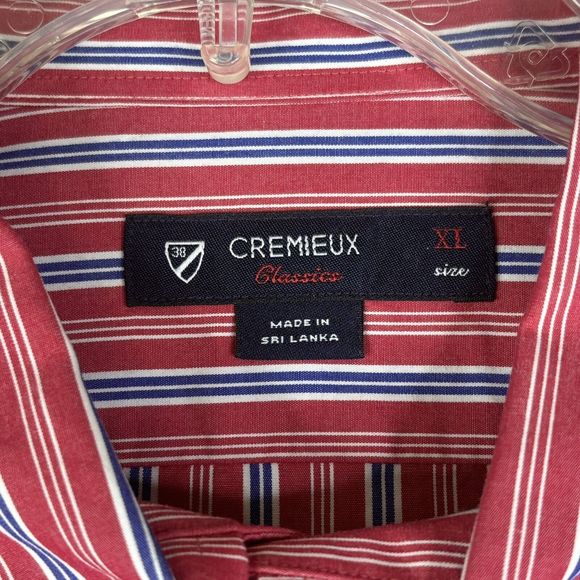 38
CREMIEUX
Classics
XL
size
MADE IN
SRI LANKA